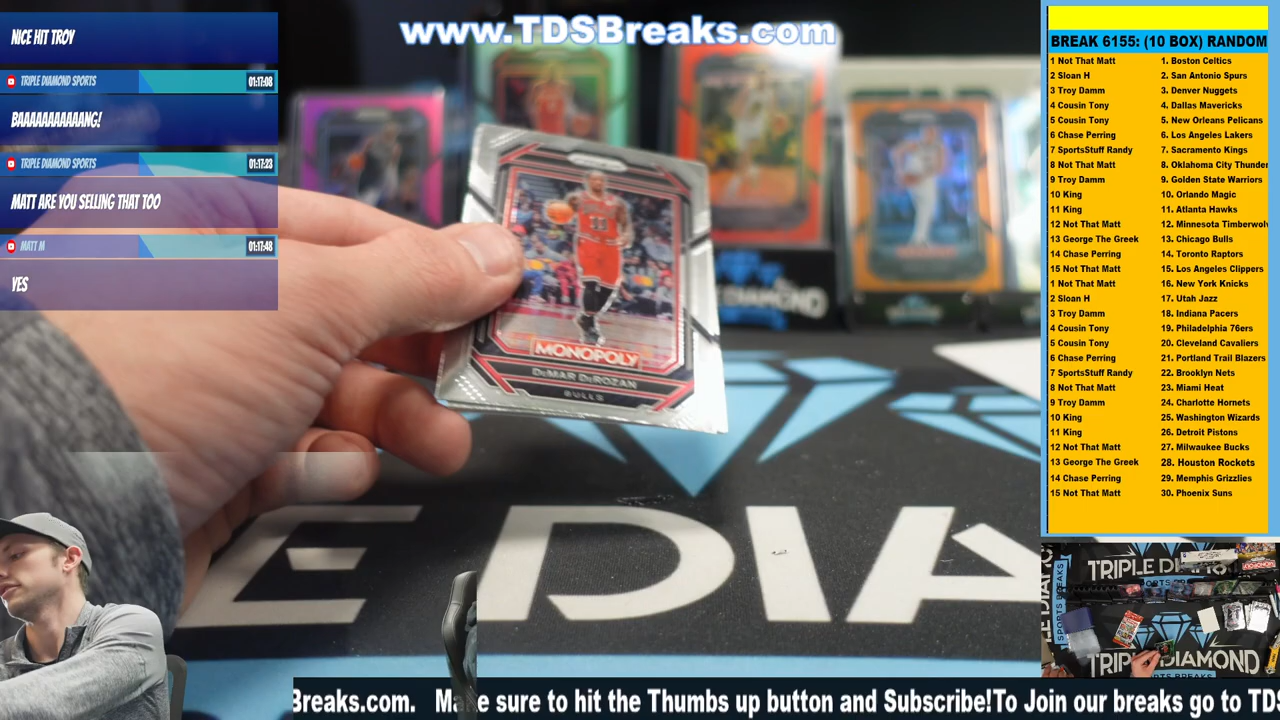 www.TDSBreaks.com
NICE HIT TROY
TRIPLE DIAMOND SPORTS 01:17:08
BAAAAAAAAAAANG!
TRIPLE DIAMOND SPORTS 01:17:23
MATT ARE YOU SELLING THAT TOO
MATT M 01:17:48
YES
MONOPOLY
DEMAR DEROZAN
BULLS
E DIAMOND
E DIA
BREAK 6155: (10 BOX) RANDOM
1 Not That Matt 1. Boston Celtics
2 Sloan H 2. San Antonio Spurs
3 Troy Damm 3. Denver Nuggets
4 Cousin Tony 4. Dallas Mavericks
5 Cousin Tony 5. New Orleans Pelicans
6 Chase Perring 6. Los Angeles Lakers
7 SportsStuff Randy 7. Sacramento Kings
8 Not That Matt 8. Oklahoma City Thunder
9 Troy Damm 9. Golden State Warriors
10 King 10. Orlando Magic
11 King 11. Atlanta Hawks
12 Not That Matt 12. Minnesota Timberwolv
13 George The Greek 13. Chicago Bulls
14 Chase Perring 14. Toronto Raptors
15 Not That Matt 15. Los Angeles Clippers
1 Not That Matt 16. New York Knicks
2 Sloan H 17. Utah Jazz
3 Troy Damm 18. Indiana Pacers
4 Cousin Tony 19. Philadelphia 76ers
5 Cousin Tony 20. Cleveland Cavaliers
6 Chase Perring 21. Portland Trail Blazers
7 SportsStuff Randy 22. Brooklyn Nets
8 Not That Matt 23. Miami Heat
9 Troy Damm 24. Charlotte Hornets
10 King 25. Washington Wizards
11 King 26. Detroit Pistons
12 Not That Matt 27. Milwaukee Bucks
13 George The Greek 28. Houston Rockets
14 Chase Perring 29. Memphis Grizzlies
15 Not That Matt 30. Phoenix Suns
TRIPLE DIAM
SPORTS BREAKS
TRIPLE DIAMOND
Breaks.com. Make sure to hit the Thumbs up button and Subscribe!To Join our breaks go to TDS